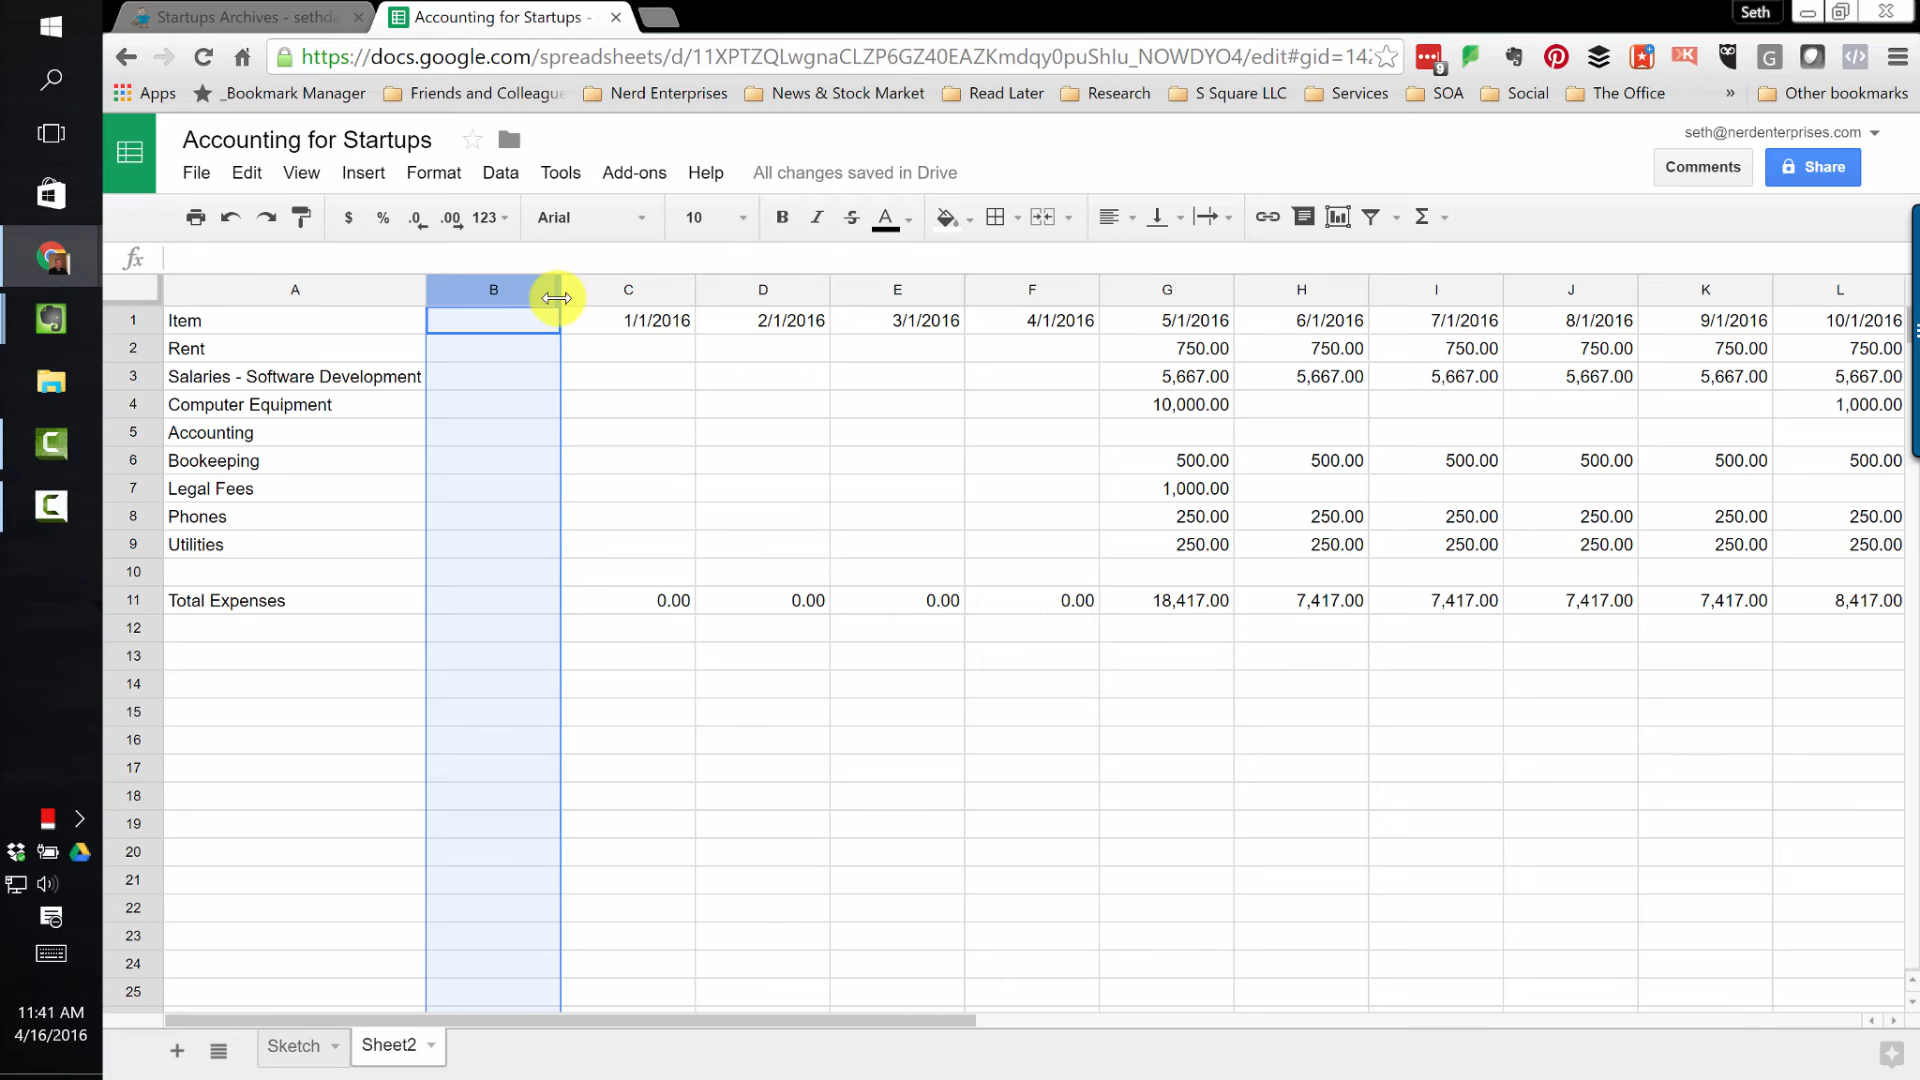 Startups Archives - sethda
Accounting for Startups -
Seth
https://docs.google.com/spreadsheets/d/11XPTZQLwgnaCLZP6GZ40EAZKmdqy0puShlu_NOWDYO4/edit#gid=142
9
Apps _Bookmark Manager Friends and Colleague Nerd Enterprises News & Stock Market Read Later Research S Square LLC Services SOA Social The Office » Other bookmarks
Accounting for Startups
seth@nerdenterprises.com
File Edit View Insert Format Data Tools Add-ons Help All changes saved in Drive
Comments Share
$ % .0 .00 123 Arial 10 B I S A Σ
fx
A B C D E F G H I J K L
1 Item 1/1/2016 2/1/2016 3/1/2016 4/1/2016 5/1/2016 6/1/2016 7/1/2016 8/1/2016 9/1/2016 10/1/2016
2 Rent 750.00 750.00 750.00 750.00 750.00 750.00
3 Salaries - Software Development 5,667.00 5,667.00 5,667.00 5,667.00 5,667.00 5,667.00
4 Computer Equipment 10,000.00 1,000.00
5 Accounting
6 Bookeeping 500.00 500.00 500.00 500.00 500.00 500.00
7 Legal Fees 1,000.00
8 Phones 250.00 250.00 250.00 250.00 250.00 250.00
9 Utilities 250.00 250.00 250.00 250.00 250.00 250.00
10
11 Total Expenses 0.00 0.00 0.00 0.00 18,417.00 7,417.00 7,417.00 7,417.00 7,417.00 8,417.00
12
13
14
15
16
17
18
19
20
21
22
23
24
25
Sketch Sheet2
11:41 AM
4/16/2016